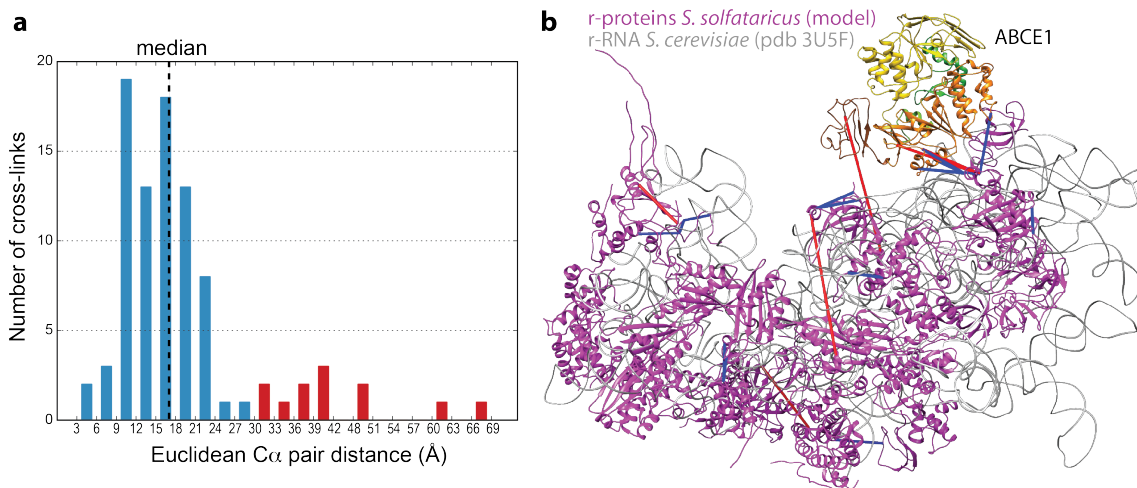 a
median
20
15
10
5
0
Number of cross-links
3 6 9 12 15 18 21 24 27 30 33 36 39 42 45 48 51 54 57 60 63 66 69
Euclidean Cα pair distance (Å)
b
r-proteins S. solfataricus (model)
r-RNA S. cerevisiae (pdb 3U5F)
ABCE1